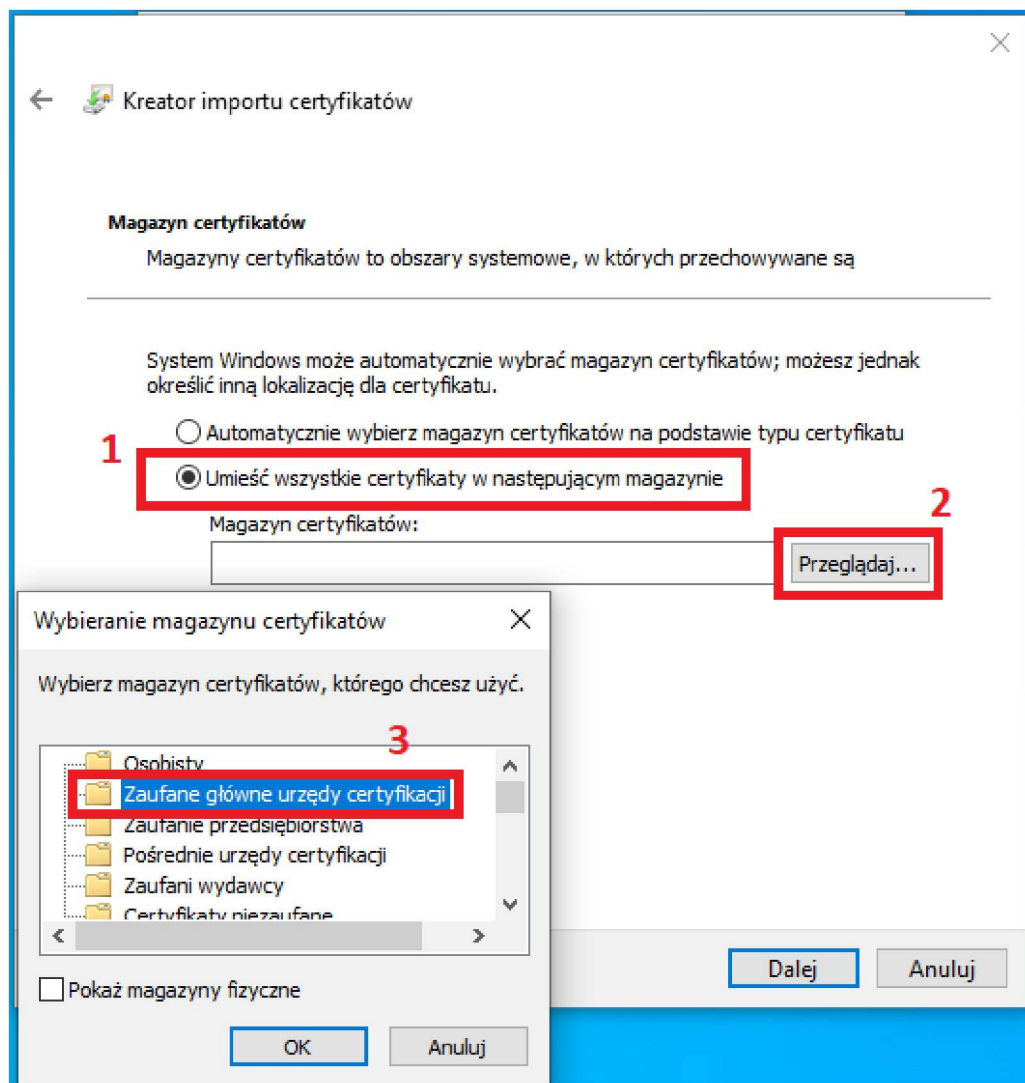 Kreator importu certyfikatów
Magazyn certyfikatów
Magazyny certyfikatów to obszary systemowe, w których przechowywane są
System Windows może automatycznie wybrać magazyn certyfikatów; możesz jednak
określić inną lokalizację dla certyfikatu.
Automatycznie wybierz magazyn certyfikatów na podstawie typu certyfikatu
1
Umieść wszystkie certyfikaty w następującym magazynie
2
Magazyn certyfikatów:
Przeglądaj...
Wybieranie magazynu certyfikatów
Wybierz magazyn certyfikatów, którego chcesz użyć.
3
Osobisty
Zaufane główne urzędy certyfikacji
Zaufanie przedsiębiorstwa
Pośrednie urzędy certyfikacji
Zaufani wydawcy
Certyfikaty niezaufane
Pokaż magazyny fizyczne
OK
Anuluj
Dalej
Anuluj